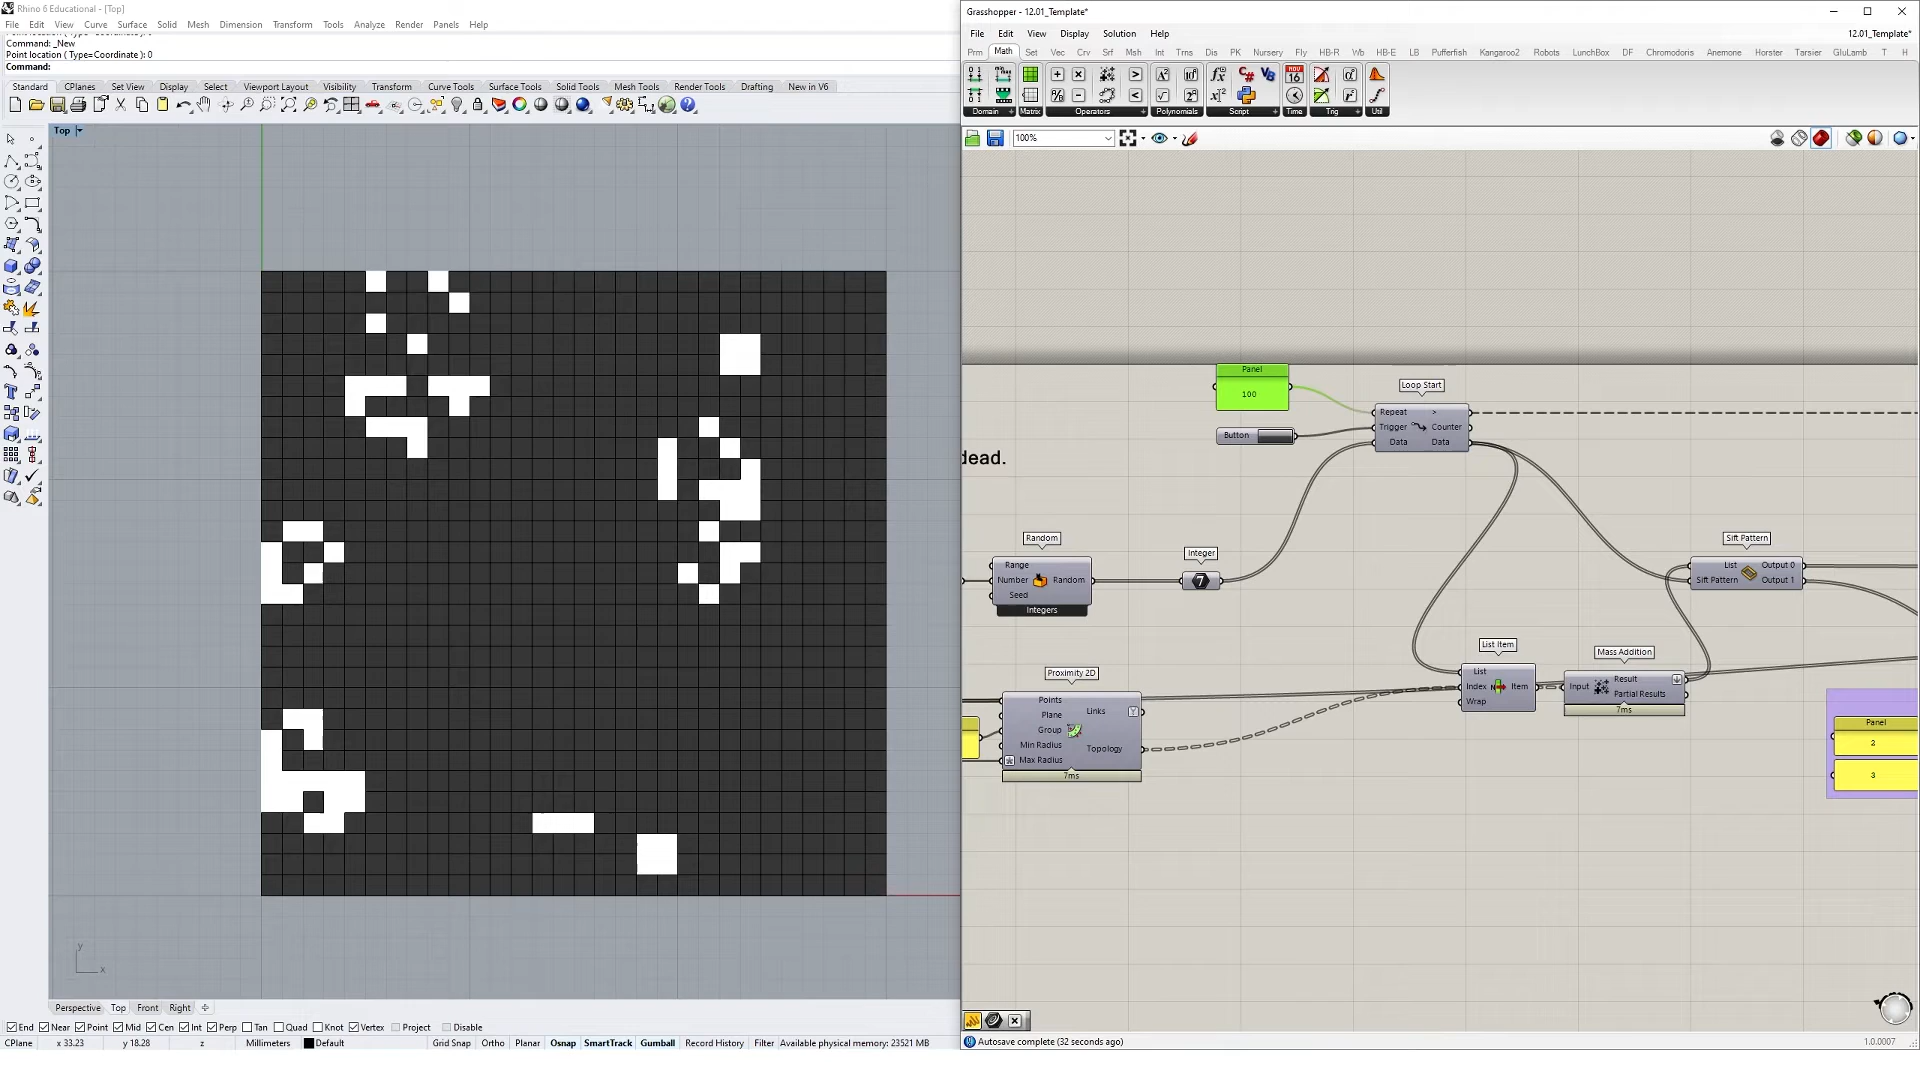 Rhino 6 Educational - [Top]
File Edit View Curve Surface Solid Mesh Dimension Transform Tools Analyze Render Panels Help
Command: _New
Point location ( Type=Coordinate ): 0
Command:
Standard CPlanes Set View Display Select Viewport Layout Visibility Transform Curve Tools Surface Tools Solid Tools Mesh Tools Render Tools Drafting New in V6
Top
y
x
Perspective Top Front Right
End Near Point Mid Cen Int Perp Tan Quad Knot Vertex Project Disable
CPlane x 33.23 y 18.28 z Millimeters Default Grid Snap Ortho Planar Osnap SmartTrack Gumball Record History Filter Available physical memory: 23521 MB
Grasshopper - 12.01_Template*
File Edit View Display Solution Help
12.01_Template*
Prm Math Set Vec Crv Srf Msh Int Trns Dis PK Nursery Fly HB-R Wb HB-E LB Pufferfish Kangaroo2 Robots LunchBox DF Chromodoris Anemone Horster Tarsier GluLamb T H
Domain Matrix Operators Polynomials Script Time Trig Util
100%
Panel
100
Button
Loop Start
Repeat >
Trigger Counter
Data Data
dead.
Random
Range
Number Random
Seed
Integers
Integer
7
Sift Pattern
List Output 0
Sift Pattern Output 1
List Item
List
Index Item
Wrap
Mass Addition
Input Result
Partial Results
7ms
Proximity 2D
Points
Links
Plane
Group
Min Radius
Topology
Max Radius
7ms
Panel
2
3
Autosave complete (32 seconds ago)
1.0.0007